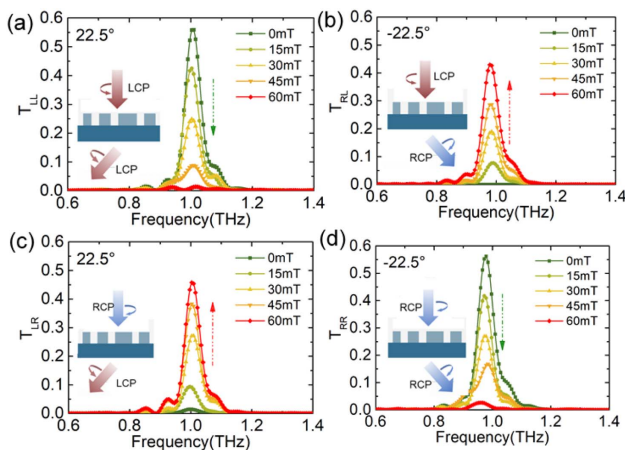 (a)
22.5°
LCP
LCP
0mT
15mT
30mT
45mT
60mT
T_LL
0.6
0.5
0.4
0.3
0.2
0.1
0.0
0.6 0.8 1.0 1.2 1.4
Frequency(THz)
(b)
-22.5°
LCP
RCP
0mT
15mT
30mT
45mT
60mT
T_RL
0.6
0.5
0.4
0.3
0.2
0.1
0.0
0.6 0.8 1.0 1.2 1.4
Frequency(THz)
(c)
22.5°
RCP
LCP
0mT
15mT
30mT
45mT
60mT
T_LR
0.6
0.5
0.4
0.3
0.2
0.1
0.0
0.6 0.8 1.0 1.2 1.4
Frequency(THz)
(d)
-22.5°
RCP
RCP
0mT
15mT
30mT
45mT
60mT
T_RR
0.6
0.5
0.4
0.3
0.2
0.1
0.0
0.6 0.8 1.0 1.2 1.4
Frequency(THz)